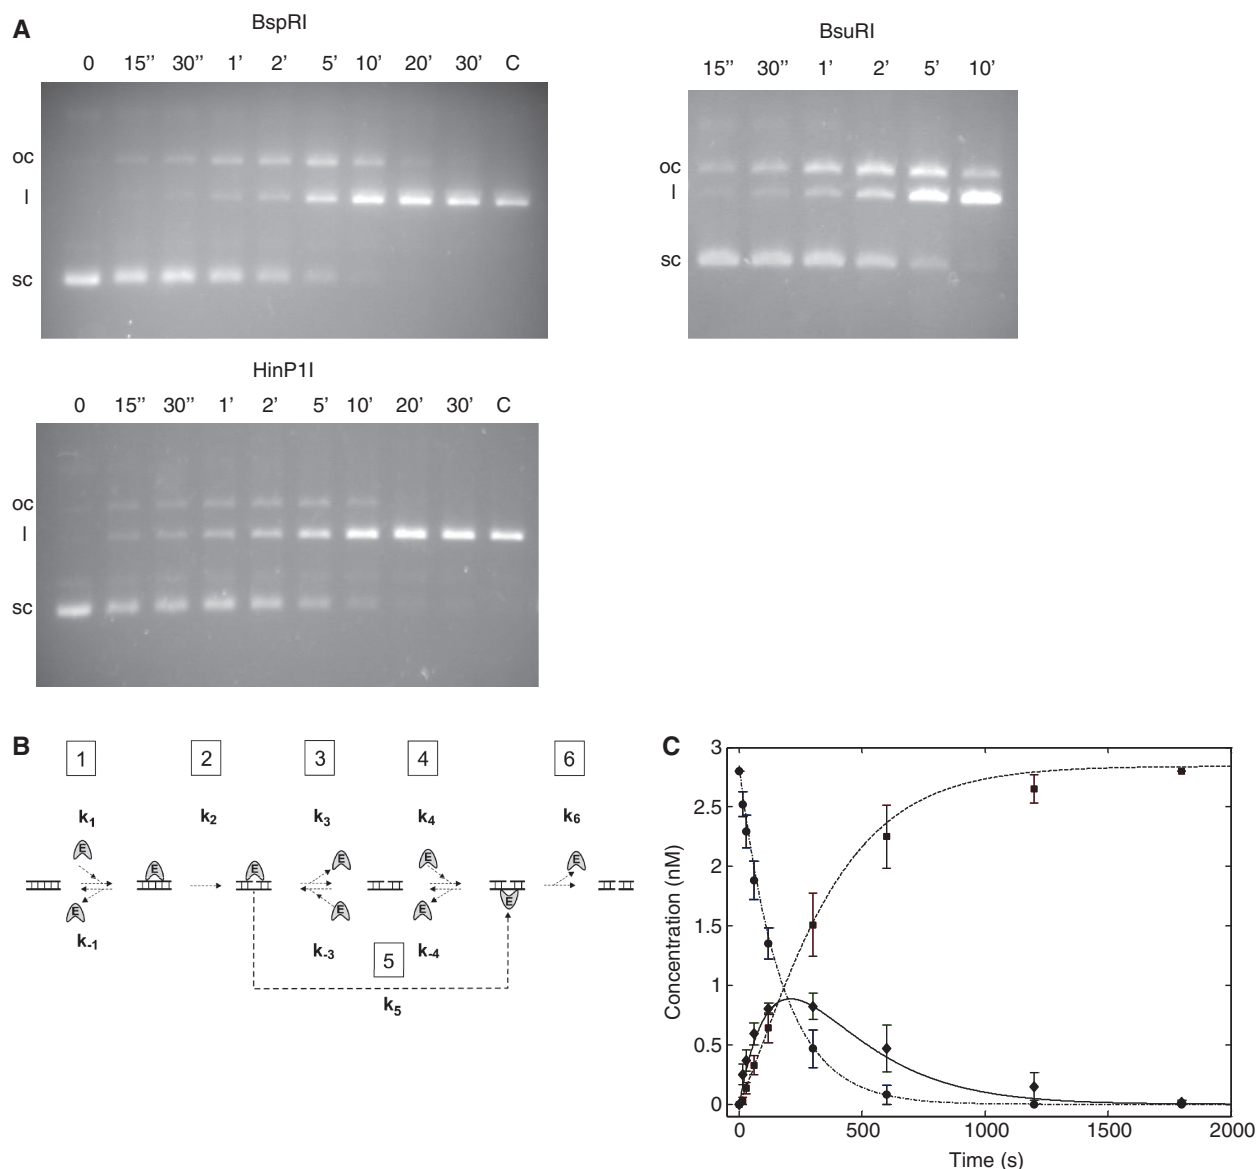 A
BspRI
0 15” 30” 1’ 2’ 5’ 10’ 20’ 30’ C
oc
l
sc
BsuRI
15” 30” 1’ 2’ 5’ 10’
oc
l
sc
HinP1I
0 15’’ 30’’ 1’ 2’ 5’ 10’ 20’ 30’ C
oc
l
sc
B
1 2 3 4 6
k1 k2 k3 k4 k6
E E E E E E
E E E E
k-1 k-3 k-4
5
k5
C
Concentration (nM)
3
2.5
2
1.5
1
0.5
0
0 500 1000 1500 2000
Time (s)